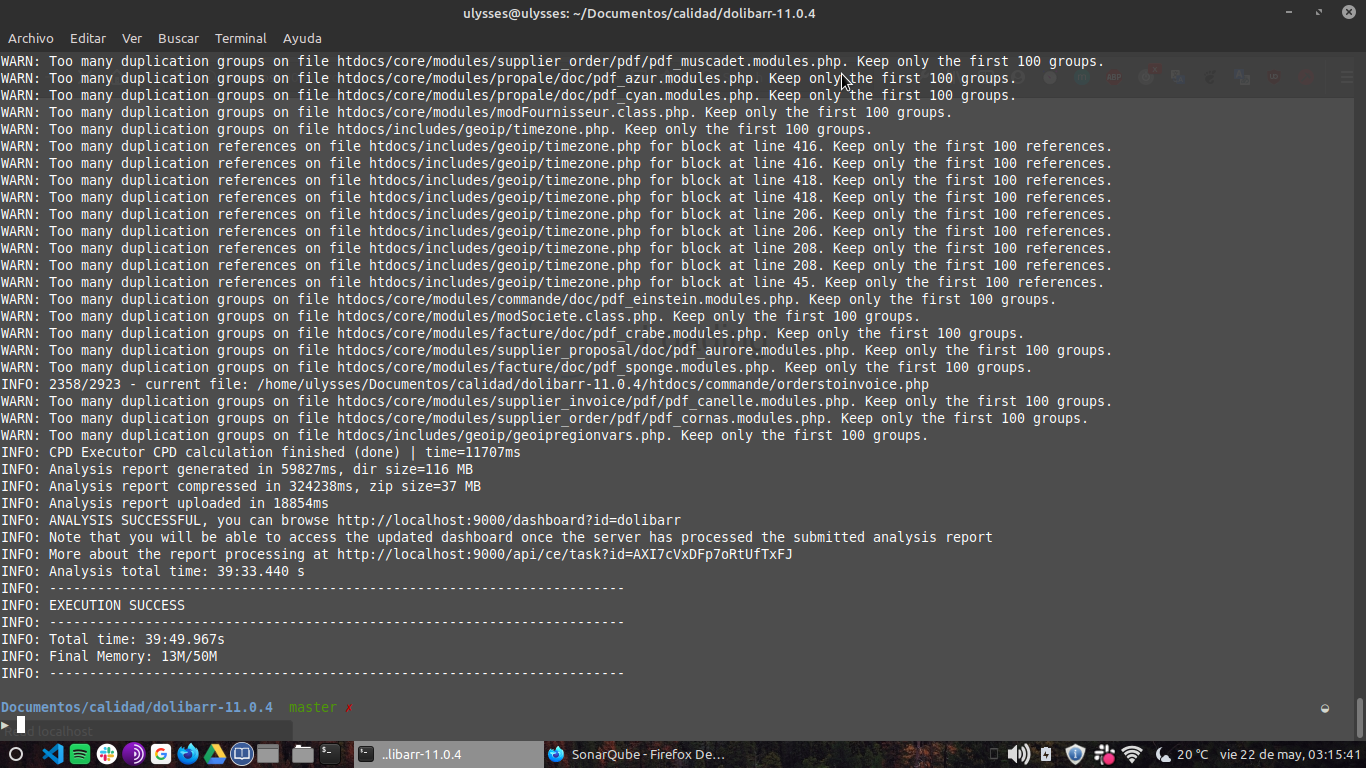 ulysses@ulysses: ~/Documentos/calidad/dolibarr-11.0.4
Archivo Editar Ver Buscar Terminal Ayuda
WARN: Too many duplication groups on file htdocs/core/modules/supplier_order/pdf/pdf_muscadet.modules.php. Keep only the first 100 groups.
WARN: Too many duplication groups on file htdocs/core/modules/propale/doc/pdf_azur.modules.php. Keep only the first 100 groups.
WARN: Too many duplication groups on file htdocs/core/modules/propale/doc/pdf_cyan.modules.php. Keep only the first 100 groups.
WARN: Too many duplication groups on file htdocs/core/modules/modFournisseur.class.php. Keep only the first 100 groups.
WARN: Too many duplication groups on file htdocs/includes/geoip/timezone.php. Keep only the first 100 groups.
WARN: Too many duplication references on file htdocs/includes/geoip/timezone.php for block at line 416. Keep only the first 100 references.
WARN: Too many duplication references on file htdocs/includes/geoip/timezone.php for block at line 416. Keep only the first 100 references.
WARN: Too many duplication references on file htdocs/includes/geoip/timezone.php for block at line 418. Keep only the first 100 references.
WARN: Too many duplication references on file htdocs/includes/geoip/timezone.php for block at line 418. Keep only the first 100 references.
WARN: Too many duplication references on file htdocs/includes/geoip/timezone.php for block at line 206. Keep only the first 100 references.
WARN: Too many duplication references on file htdocs/includes/geoip/timezone.php for block at line 206. Keep only the first 100 references.
WARN: Too many duplication references on file htdocs/includes/geoip/timezone.php for block at line 208. Keep only the first 100 references.
WARN: Too many duplication references on file htdocs/includes/geoip/timezone.php for block at line 208. Keep only the first 100 references.
WARN: Too many duplication references on file htdocs/includes/geoip/timezone.php for block at line 45. Keep only the first 100 references.
WARN: Too many duplication groups on file htdocs/core/modules/commande/doc/pdf_einstein.modules.php. Keep only the first 100 groups.
WARN: Too many duplication groups on file htdocs/core/modules/modSociete.class.php. Keep only the first 100 groups.
WARN: Too many duplication groups on file htdocs/core/modules/facture/doc/pdf_crabe.modules.php. Keep only the first 100 groups.
WARN: Too many duplication groups on file htdocs/core/modules/supplier_proposal/doc/pdf_aurore.modules.php. Keep only the first 100 groups.
WARN: Too many duplication groups on file htdocs/core/modules/facture/doc/pdf_sponge.modules.php. Keep only the first 100 groups.
INFO: 2358/2923 - current file: /home/ulysses/Documentos/calidad/dolibarr-11.0.4/htdocs/commande/orderstoinvoice.php
WARN: Too many duplication groups on file htdocs/core/modules/supplier_invoice/pdf/pdf_canelle.modules.php. Keep only the first 100 groups.
WARN: Too many duplication groups on file htdocs/core/modules/supplier_order/pdf/pdf_cornas.modules.php. Keep only the first 100 groups.
WARN: Too many duplication groups on file htdocs/includes/geoip/geoipregionvars.php. Keep only the first 100 groups.
INFO: CPD Executor CPD calculation finished (done) | time=11707ms
INFO: Analysis report generated in 59827ms, dir size=116 MB
INFO: Analysis report compressed in 324238ms, zip size=37 MB
INFO: Analysis report uploaded in 18854ms
INFO: ANALYSIS SUCCESSFUL, you can browse http://localhost:9000/dashboard?id=dolibarr
INFO: Note that you will be able to access the updated dashboard once the server has processed the submitted analysis report
INFO: More about the report processing at http://localhost:9000/api/ce/task?id=AXI7cVxDFp7oRtUfTxFJ
INFO: Analysis total time: 39:33.440 s
INFO: ------------------------------------------------------------------------
INFO: EXECUTION SUCCESS
INFO: ------------------------------------------------------------------------
INFO: Total time: 39:49.967s
INFO: Final Memory: 13M/50M
INFO: ------------------------------------------------------------------------
Documentos/calidad/dolibarr-11.0.4 master ✗
Read localhost
..libarr-11.0.4 SonarQube - Firefox De... 20 °C vie 22 de may, 03:15:41